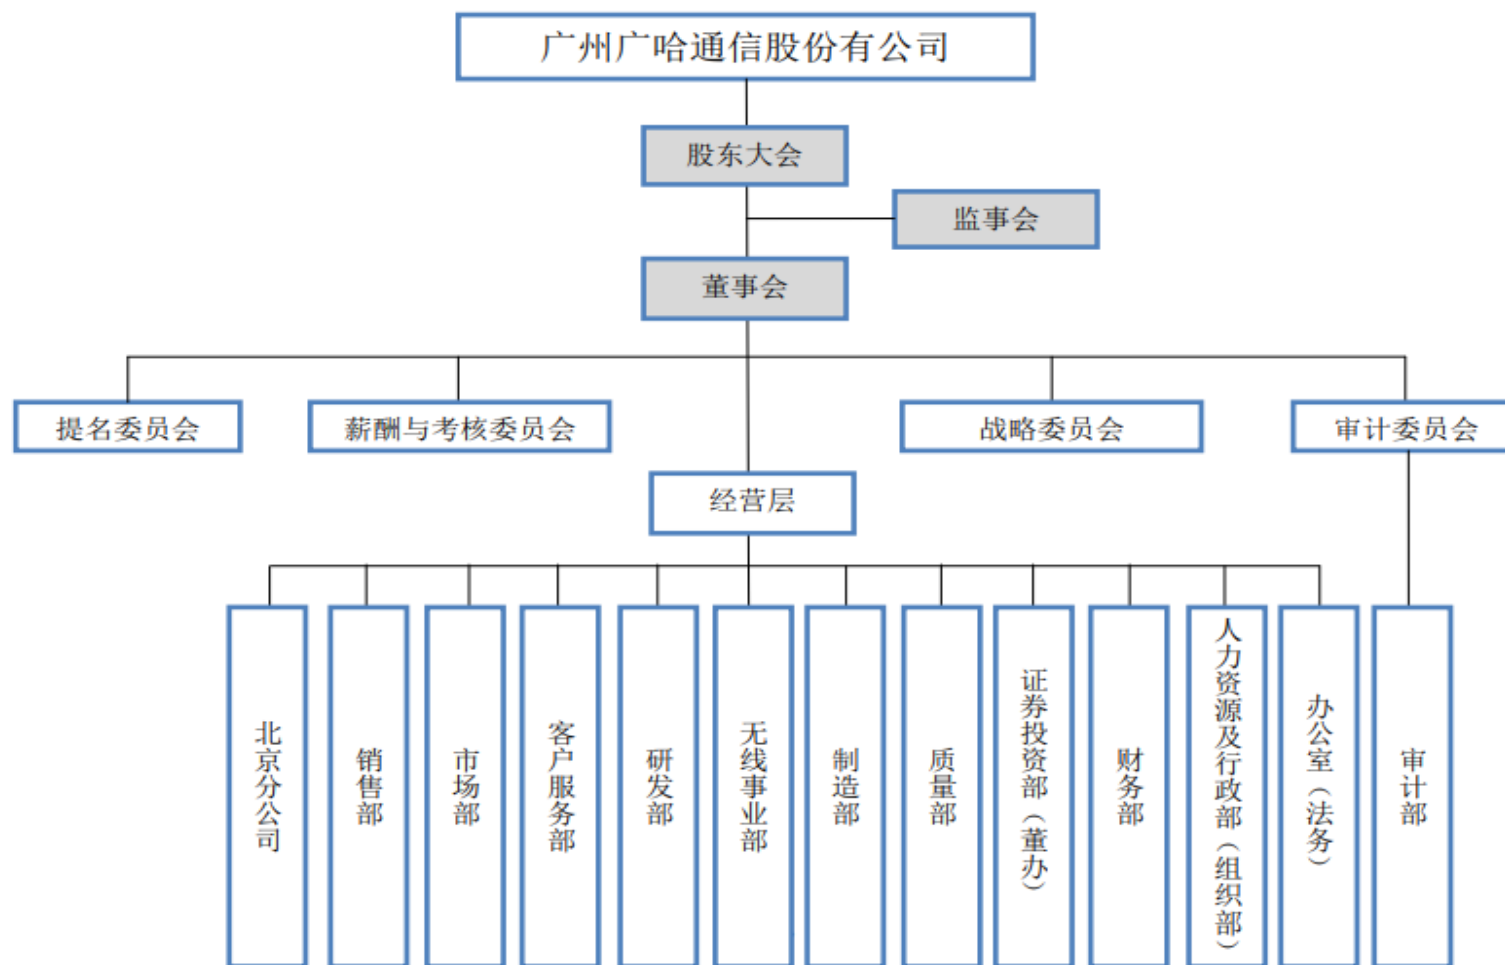 广州广哈通信股份有公司
股东大会
监事会
董事会
提名委员会
薪酬与考核委员会
战略委员会
审计委员会
经营层
北京分公司
销售部
市场部
客户服务部
研发部
无线事业部
制造部
质量部
证券投资部（董办）
财务部
人力资源及行政部（组织部）
办公室（法务）
审计部